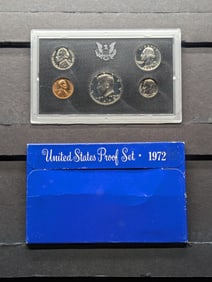 United States Proof Set · 1972